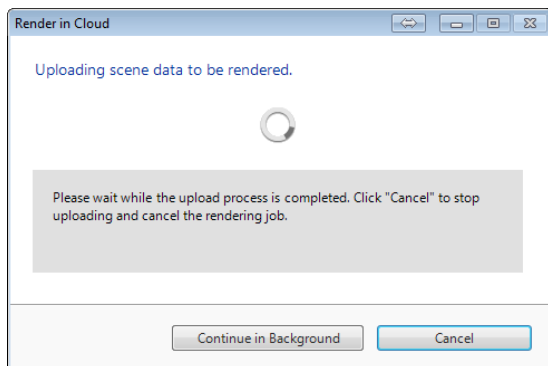 Render in Cloud
Uploading scene data to be rendered.
Please wait while the upload process is completed. Click "Cancel" to stop
uploading and cancel the rendering job.
Continue in Background
Cancel